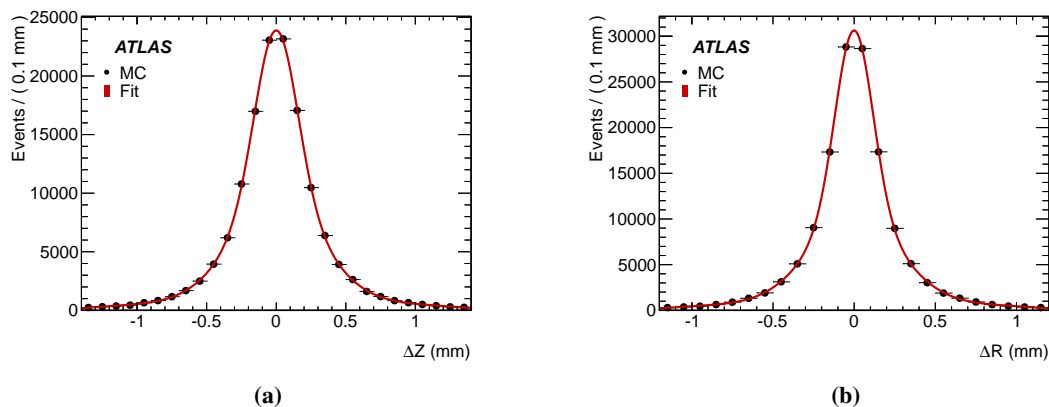 Events / ( 0.1 mm )
25000
20000
15000
10000
5000
0
ATLAS
MC
Fit
-1
-0.5
0
0.5
1
ΔZ (mm)
(a)
Events / ( 0.1 mm )
30000
25000
20000
15000
10000
5000
0
ATLAS
MC
Fit
-1
-0.5
0
0.5
1
ΔR (mm)
(b)